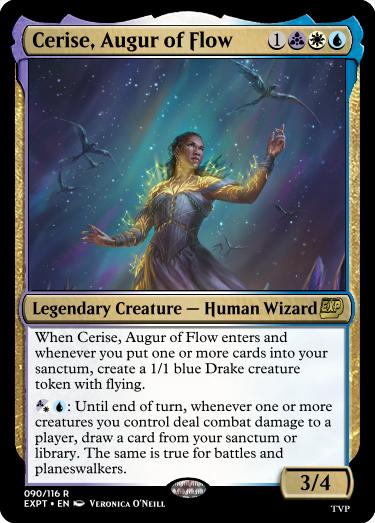 Cerise, Augur of Flow 1
Legendary Creature — Human Wizard EXP
When Cerise, Augur of Flow enters and
whenever you put one or more cards into your
sanctum, create a 1/1 blue Drake creature
token with flying.
: Until end of turn, whenever one or more
creatures you control deal combat damage to a
player, draw a card from your sanctum or
library. The same is true for battles and
planeswalkers.
3/4
090/116 R
EXPT • EN Veronica O'Neill
TVP